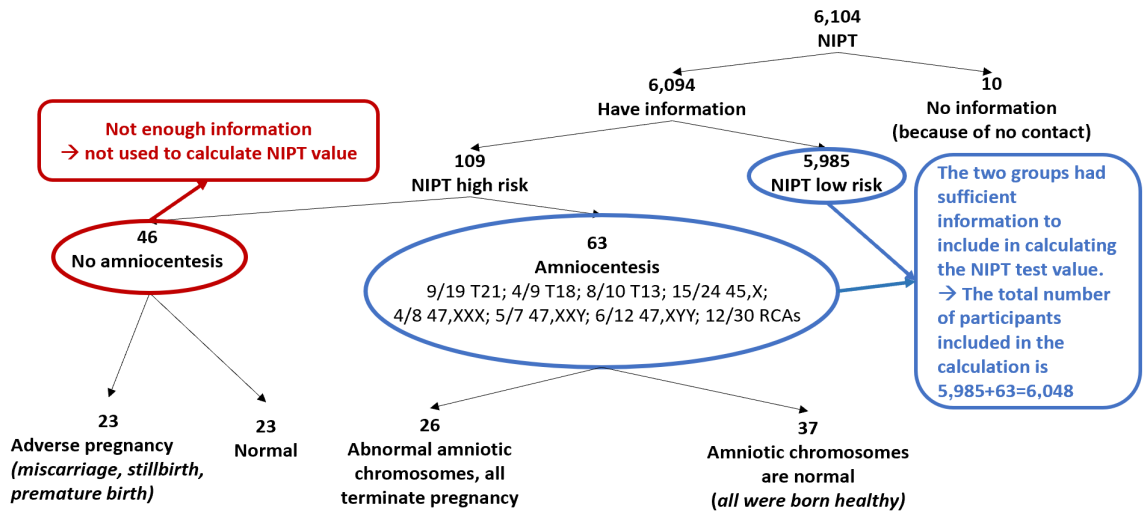 6,104
NIPT
6,094
Have information
10
No information
(because of no contact)
Not enough information
→ not used to calculate NIPT value
109
NIPT high risk
5,985
NIPT low risk
The two groups had
sufficient
information to
include in calculating
the NIPT test value.
→ The total number
of participants
included in the
calculation is
5,985+63=6,048
46
No amniocentesis
63
Amniocentesis
9/19 T21; 4/9 T18; 8/10 T13; 15/24 45,X;
4/8 47,XXX; 5/7 47,XXY; 6/12 47,XYY; 12/30 RCAs
23
Adverse pregnancy
(miscarriage, stillbirth,
premature birth)
23
Normal
26
Abnormal amniotic
chromosomes, all
terminate pregnancy
37
Amniotic chromosomes
are normal
(all were born healthy)